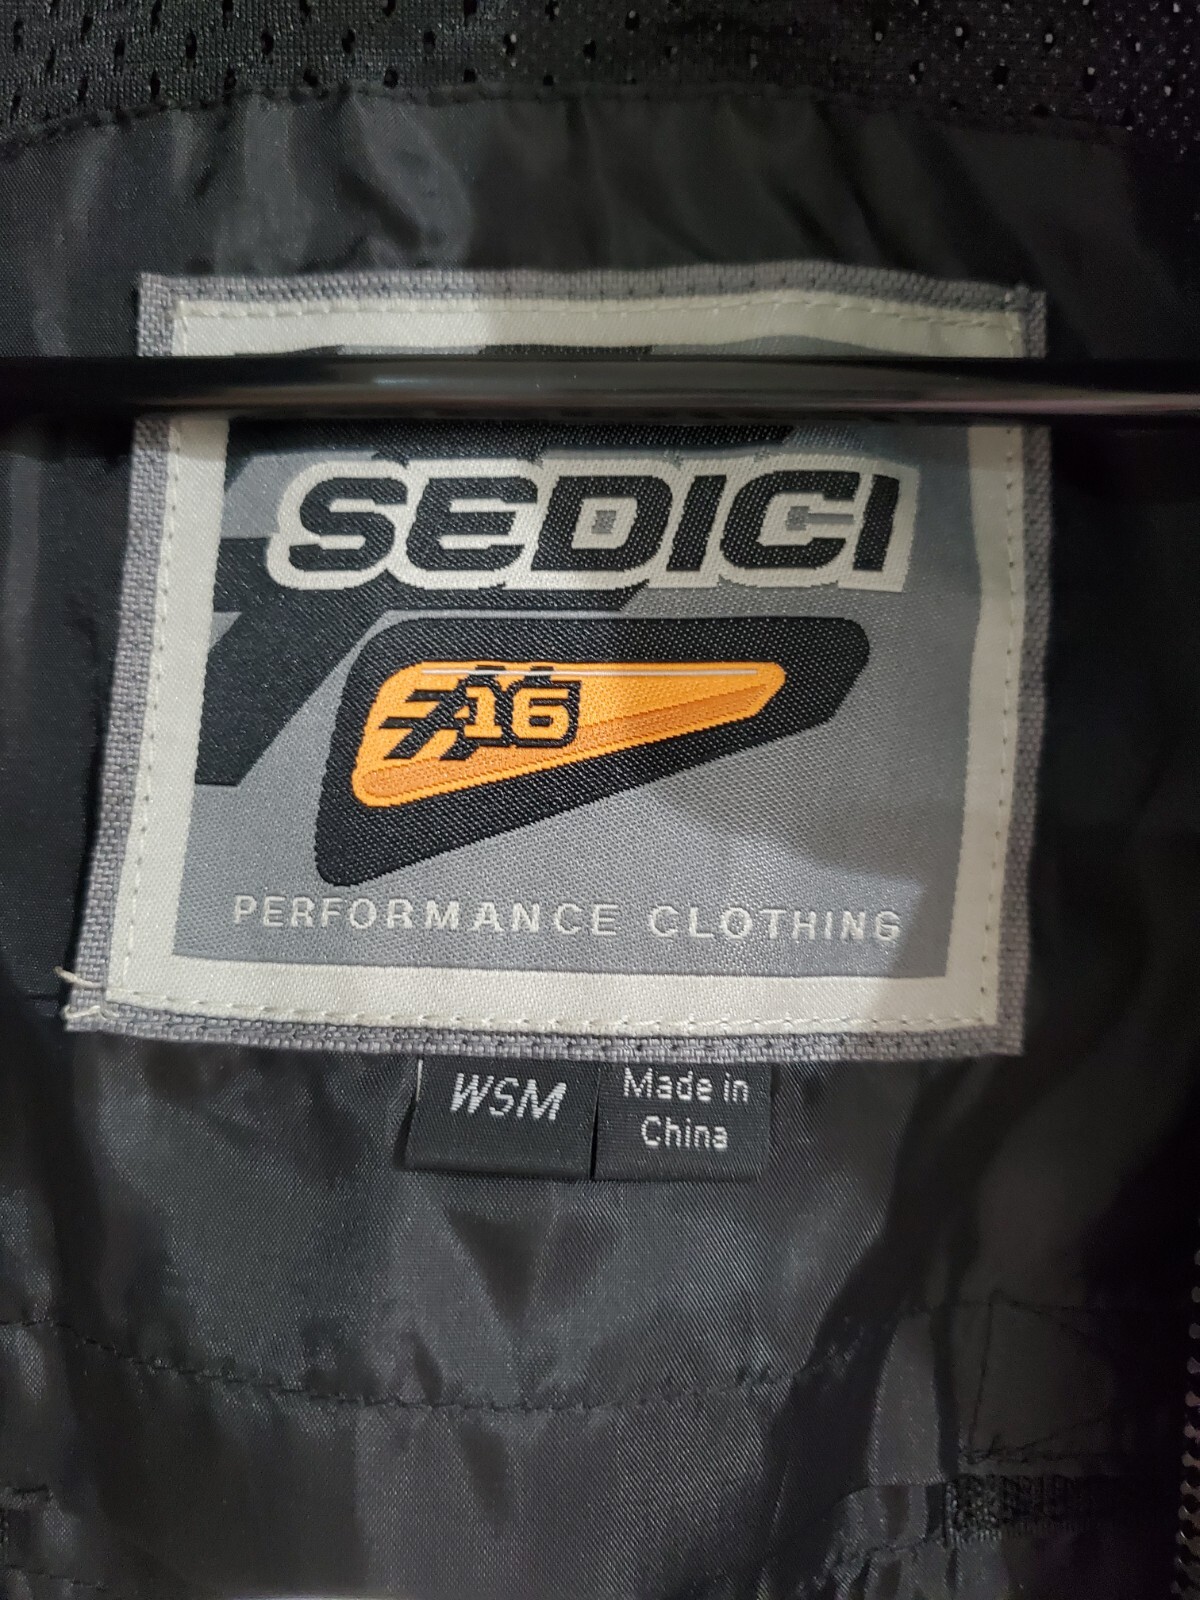 SEDICI
16
PERFORMANCE CLOTHING
WSM
Made in
China